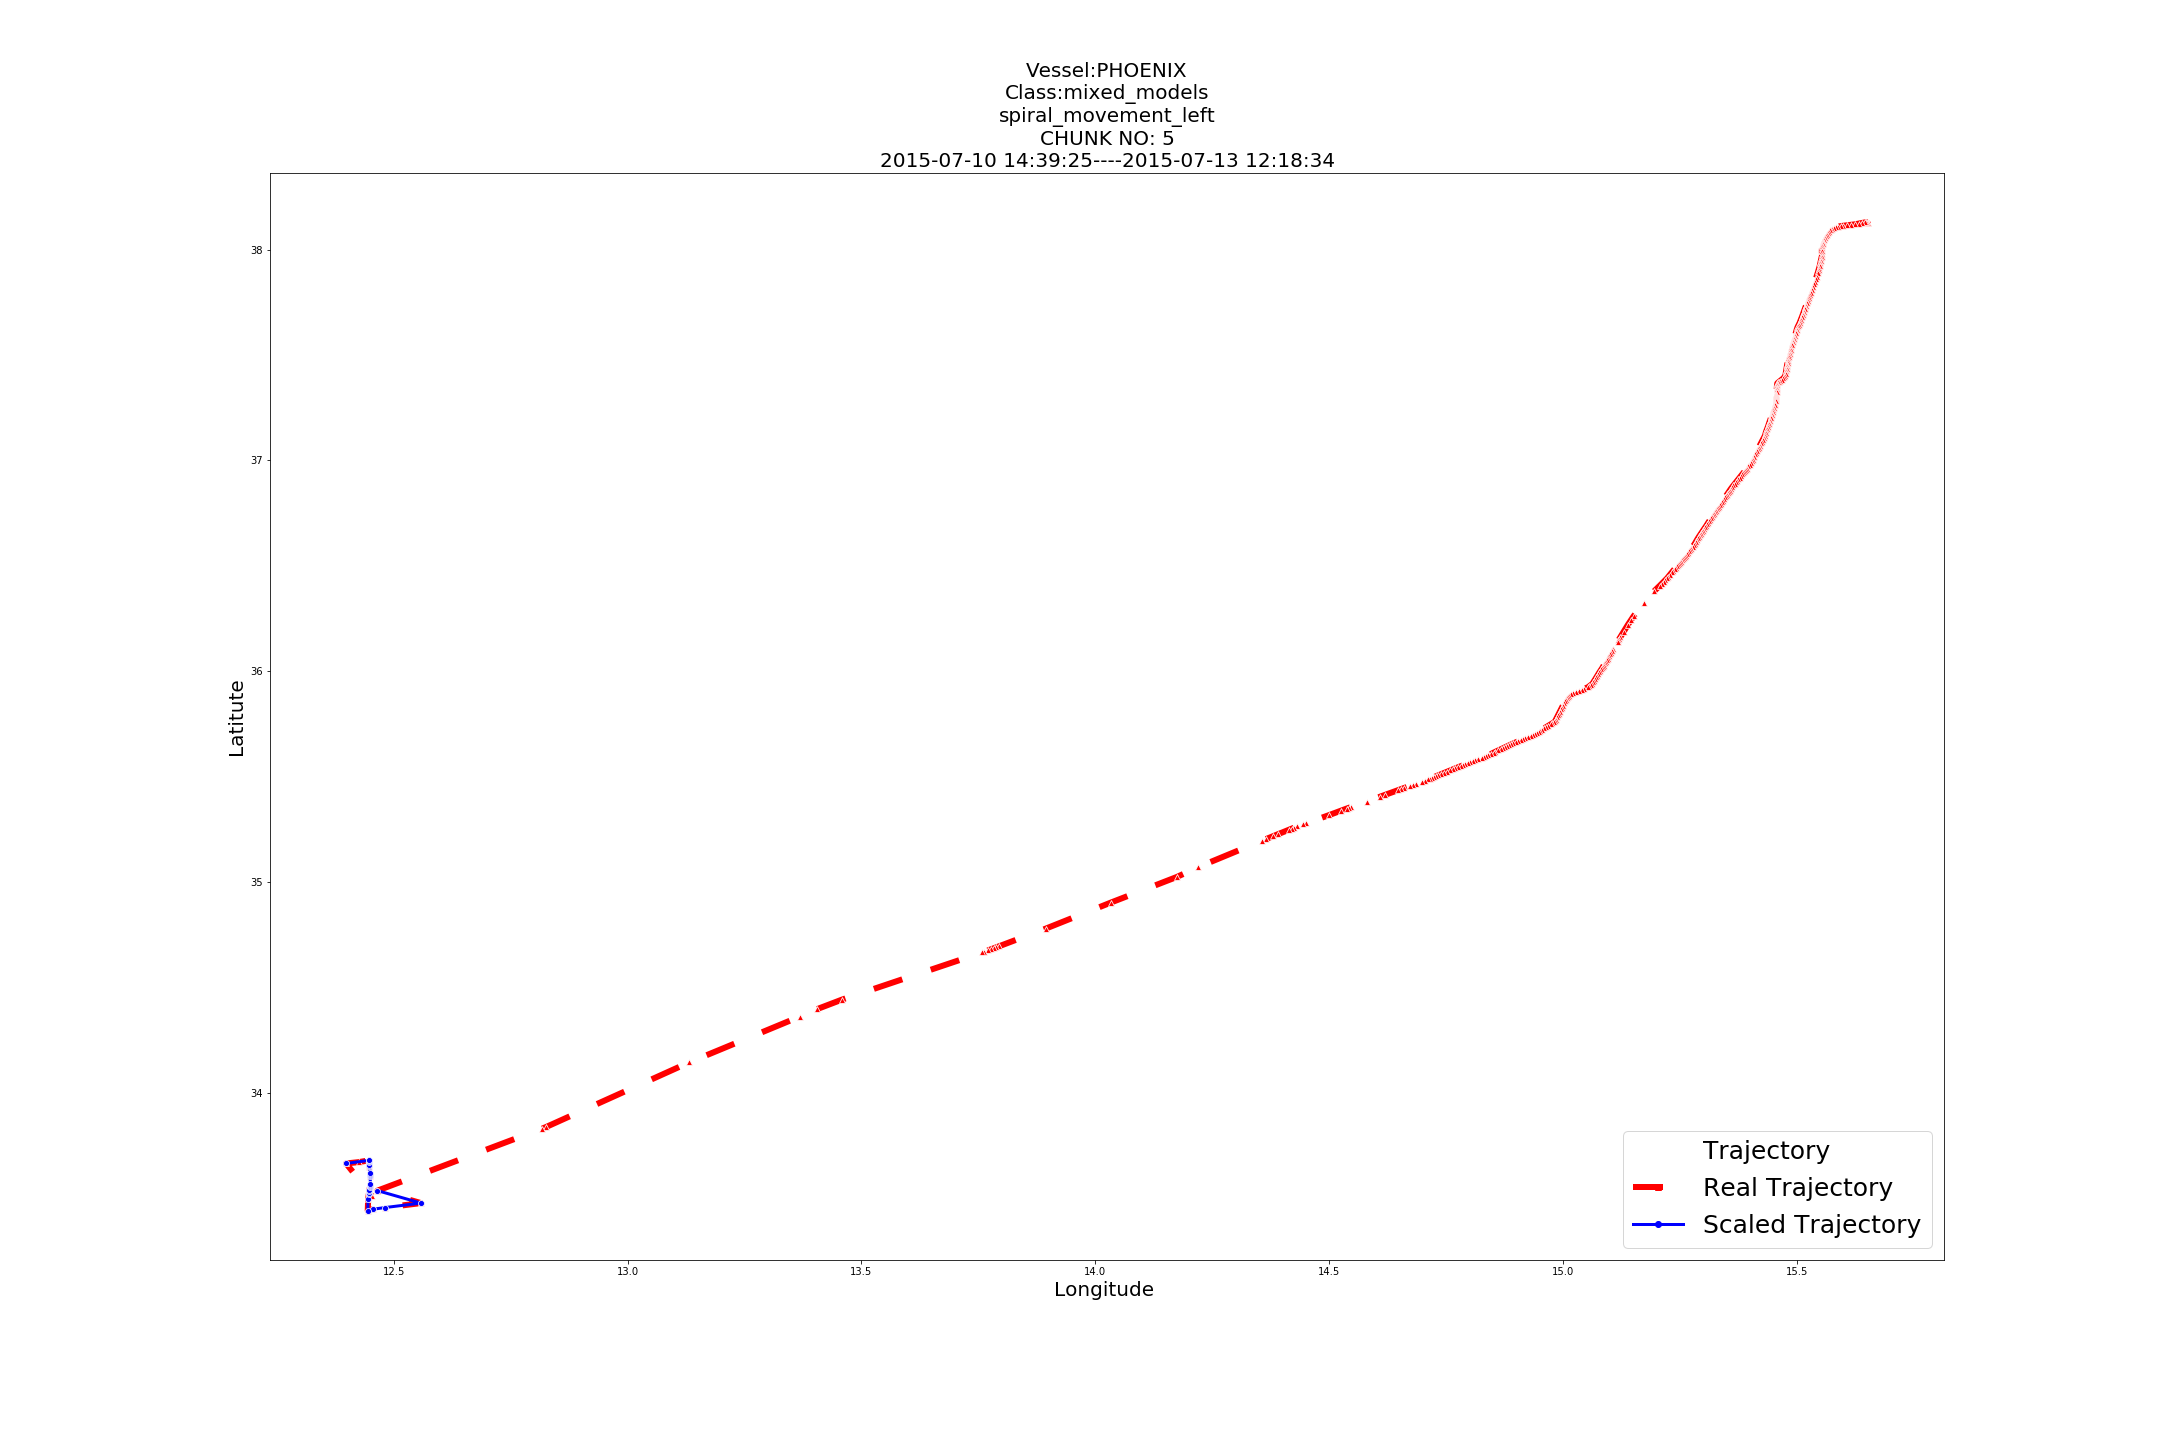 Vessel:PHOENIX
Class:mixed_models
spiral_movement_left
CHUNK NO: 5
2015-07-10 14:39:25----2015-07-13 12:18:34
38
37
36
35
34
Latitute
12.5
13.0
13.5
14.0
14.5
15.0
15.5
Longitude
Trajectory
Real Trajectory
Scaled Trajectory